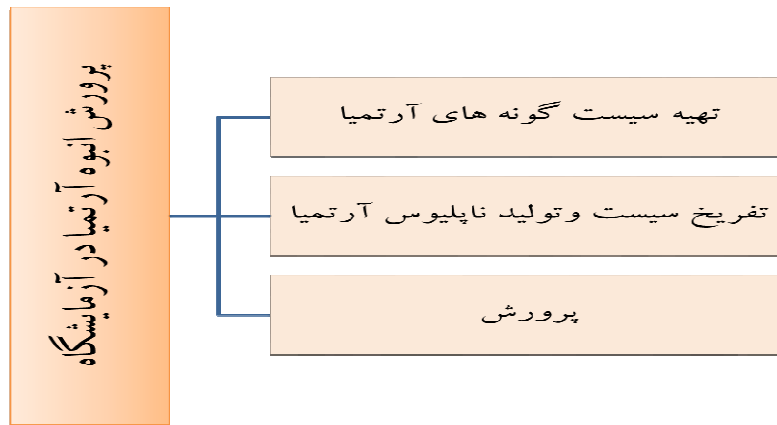 پرورش انبوه آرتمیا در آزمایشگاه
تهیه سیست گونه های آرتمیا
تفریخ سیست وتولید ناپلیوس آرتمیا
پرورش